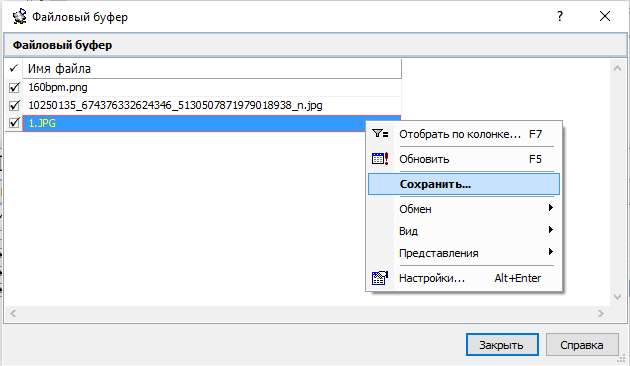 Файловый буфер
Файловый буфер
Имя файла
160bpm.png
10250135_674376332624346_5130507871979018938_n.jpg
1.JPG
Отобрать по колонке... F7
Обновить F5
Сохранить...
Обмен
Вид
Представления
Настройки... Alt+Enter
Закрыть Справка